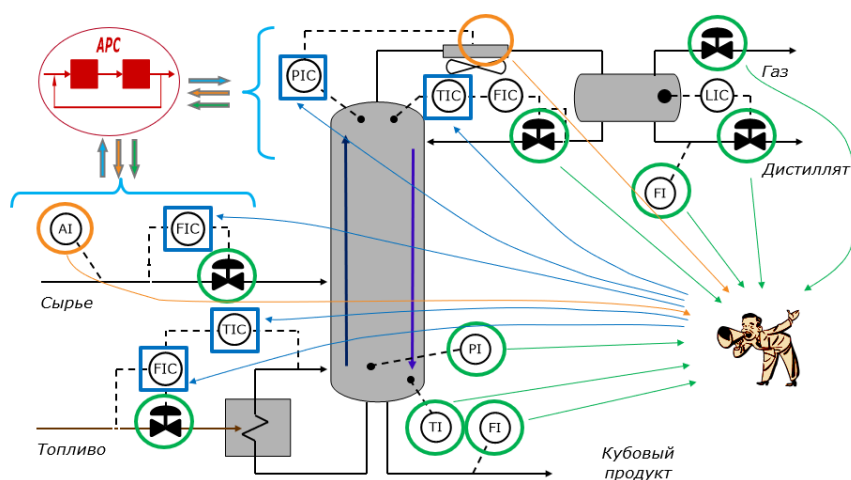 APC
PIC
TIC
FIC
LIC
Газ
Дистиллят
FI
AI
FIC
Сырье
TIC
FIC
PI
Топливо
TI
FI
Кубовый
продукт